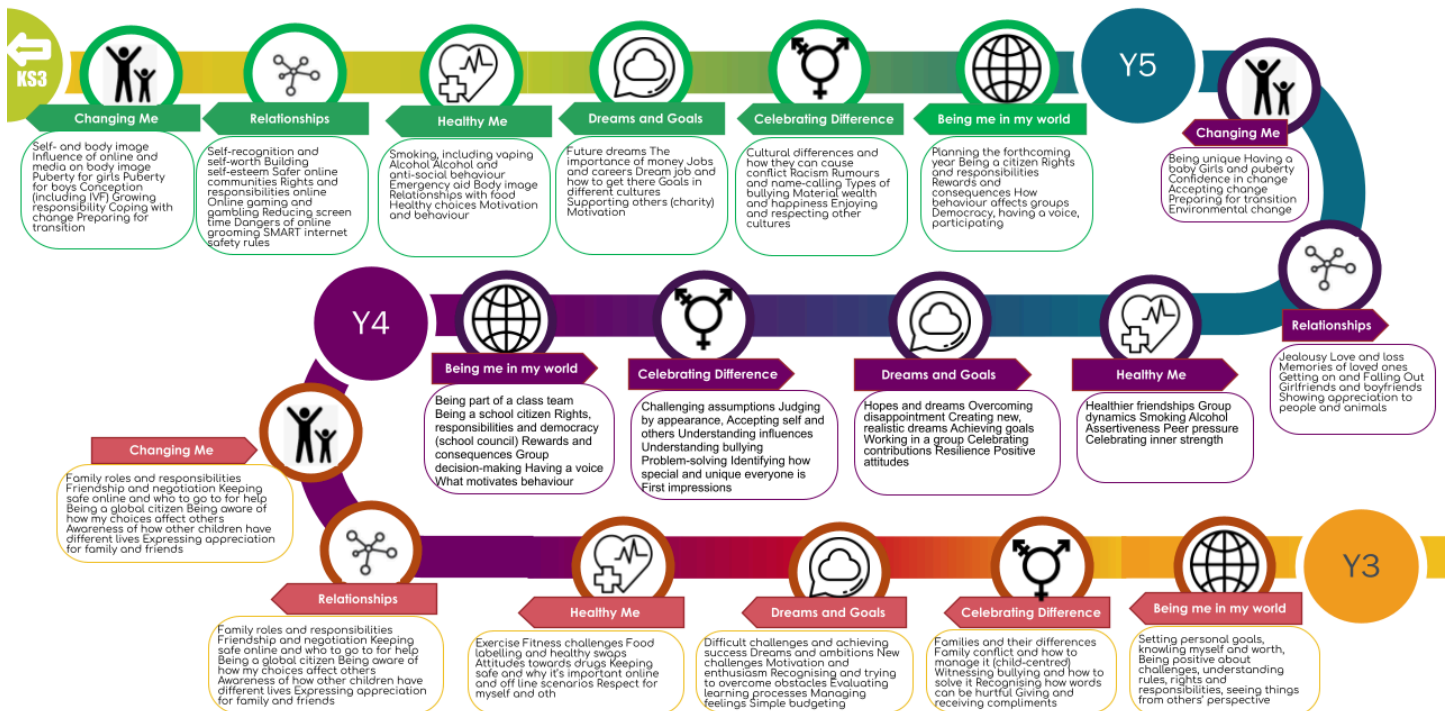 KS3
Changing Me
Self- and body image
Influence of online and
media on body image
Puberty for girls Puberty
for boys Conception
(including IVF) Growing
responsibility Coping with
change Preparing for
transition
Relationships
Self-recognition and
self-worth Building
self-esteem Safer online
communities Rights and
responsibilities online
Online gaming and
gambling Reducing screen
time Dangers of online
grooming SMART internet
safety rules
Healthy Me
Smoking, including vaping
Alcohol Alcohol and
anti-social behaviour
Emergency aid Body image
Relationships with food
Healthy choices Motivation
and behaviour
Dreams and Goals
Future dreams The
importance of money Jobs
and careers Dream job and
how to get there Goals in
different cultures
Supporting others (charity)
Motivation
Celebrating Difference
Cultural differences and
how they can cause
conflict Racism Rumours
and name-calling Types of
bullying Material wealth
and happiness Enjoying
and respecting other
cultures
Being me in my world
Planning the forthcoming
year Being a citizen Rights
and responsibilities
Rewards and
consequences How
behaviour affects groups
Democracy, having a voice,
participating
Y5
Changing Me
Being unique Having a
baby Girls and puberty
Confidence in change
Accepting change
Preparing for transition
Environmental change
Relationships
Jealousy Love and loss
Memories of loved ones
Getting on and Falling Out
Girlfriends and boyfriends
Showing appreciation to
people and animals
Y4
Being me in my world
Being part of a class team
Being a school citizen Rights,
responsibilities and democracy
(school council) Rewards and
consequences Group
decision-making Having a voice
What motivates behaviour
Celebrating Difference
Challenging assumptions Judging
by appearance, Accepting self and
others Understanding influences
Understanding bullying
Problem-solving Identifying how
special and unique everyone is
First impressions
Dreams and Goals
Hopes and dreams Overcoming
disappointment Creating new,
realistic dreams Achieving goals
Working in a group Celebrating
contributions Resilience Positive
attitudes
Healthy Me
Healthier friendships Group
dynamics Smoking Alcohol
Assertiveness Peer pressure
Celebrating inner strength
Changing Me
Family roles and responsibilities
Friendship and negotiation Keeping
safe online and who to go to for help
Being a global citizen Being aware of
how my choices affect others
Awareness of how other children have
different lives Expressing appreciation
for family and friends
Relationships
Family roles and responsibilities
Friendship and negotiation Keeping
safe online and who to go to for help
Being a global citizen Being aware of
how my choices affect others
Awareness of how other children have
different lives Expressing appreciation
for family and friends
Healthy Me
Exercise Fitness challenges Food
labelling and healthy swaps
Attitudes towards drugs Keeping
safe and why it's important online
and off line scenarios Respect for
myself and oth
Dreams and Goals
Difficult challenges and achieving
success Dreams and ambitions New
challenges Motivation and
enthusiasm Recognising and trying
to overcome obstacles Evaluating
learning processes Managing
feelings Simple budgeting
Celebrating Difference
Families and their differences
Family conflict and how to
manage it (child-centred)
Witnessing bullying and how to
solve it Recognising how words
can be hurtful Giving and
receiving compliments
Being me in my world
Setting personal goals,
knowing myself and worth,
Being positive about
challenges, understanding
rules, rights and
responsibilities, seeing things
from others' perspective
Y3